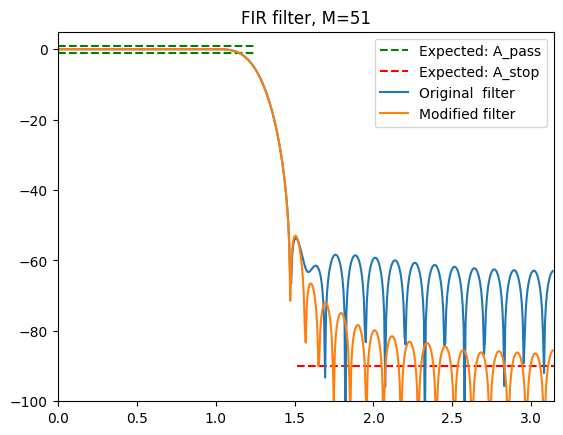 FIR filter, M=51
Expected: A_pass
Expected: A_stop
Original  filter
Modified filter
0
−20
−40
−60
−80
−100
0.0 0.5 1.0 1.5 2.0 2.5 3.0